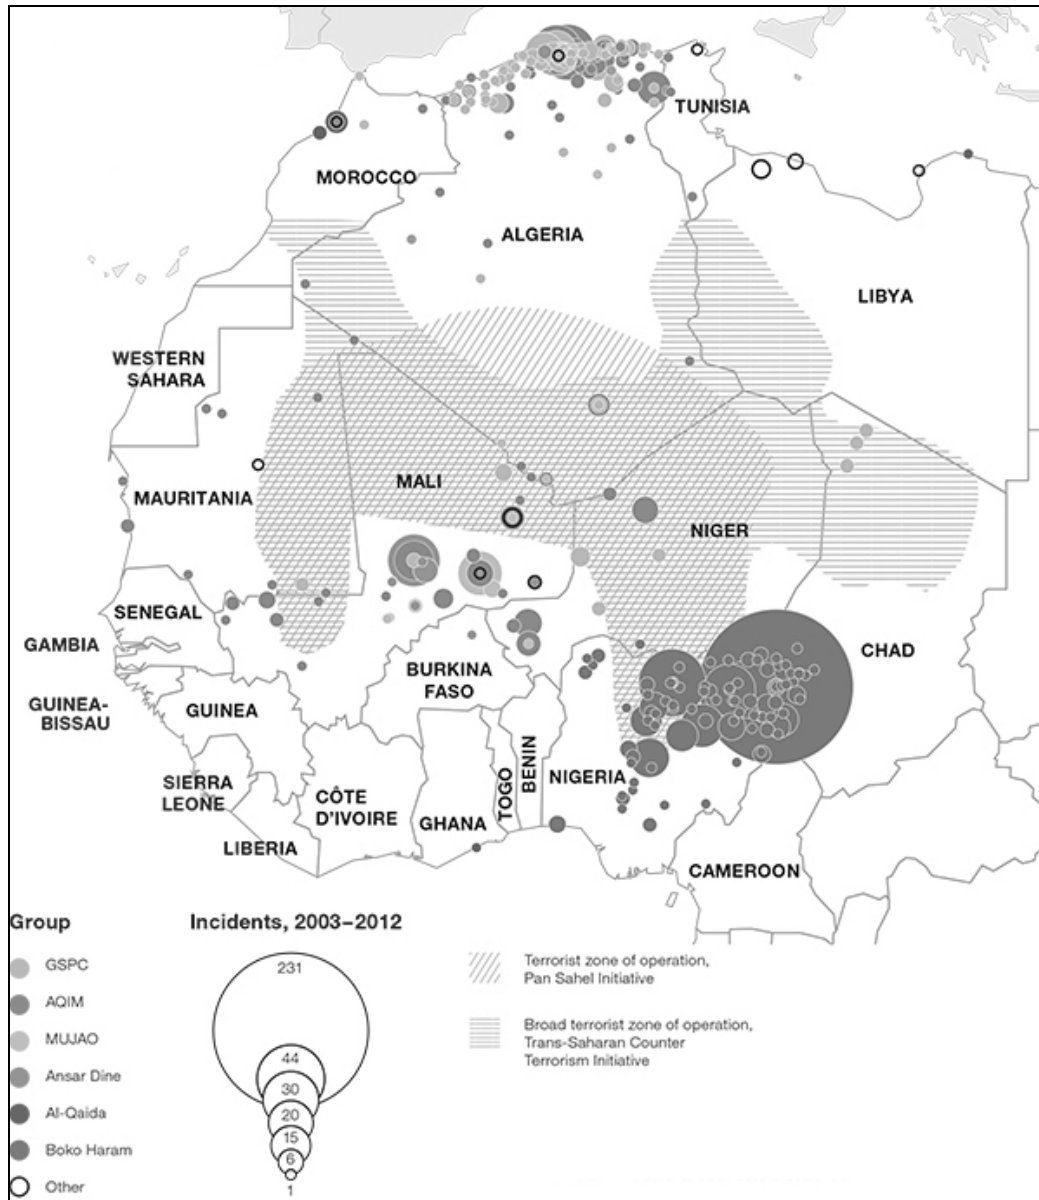 TUNISIA
MOROCCO
ALGERIA
LIBYA
WESTERN
SAHARA
MALI
MAURITANIA
NIGER
SENEGAL
GAMBIA
CHAD
BURKINA
FASO
GUINEA-
BISSAU
GUINEA
SIERRA
LEONE
CÔTE
D'IVOIRE
TOGO
BENIN
NIGERIA
GHANA
LIBERIA
CAMEROON
Group
GSPC
AQIM
MUJAO
Ansar Dine
Al-Qaida
Boko Haram
Other
Incidents, 2003–2012
231
44
30
20
15
6
1
Terrorist zone of operation,
Pan Sahel Initiative
Broad terrorist zone of operation,
Trans-Saharan Counter
Terrorism Initiative